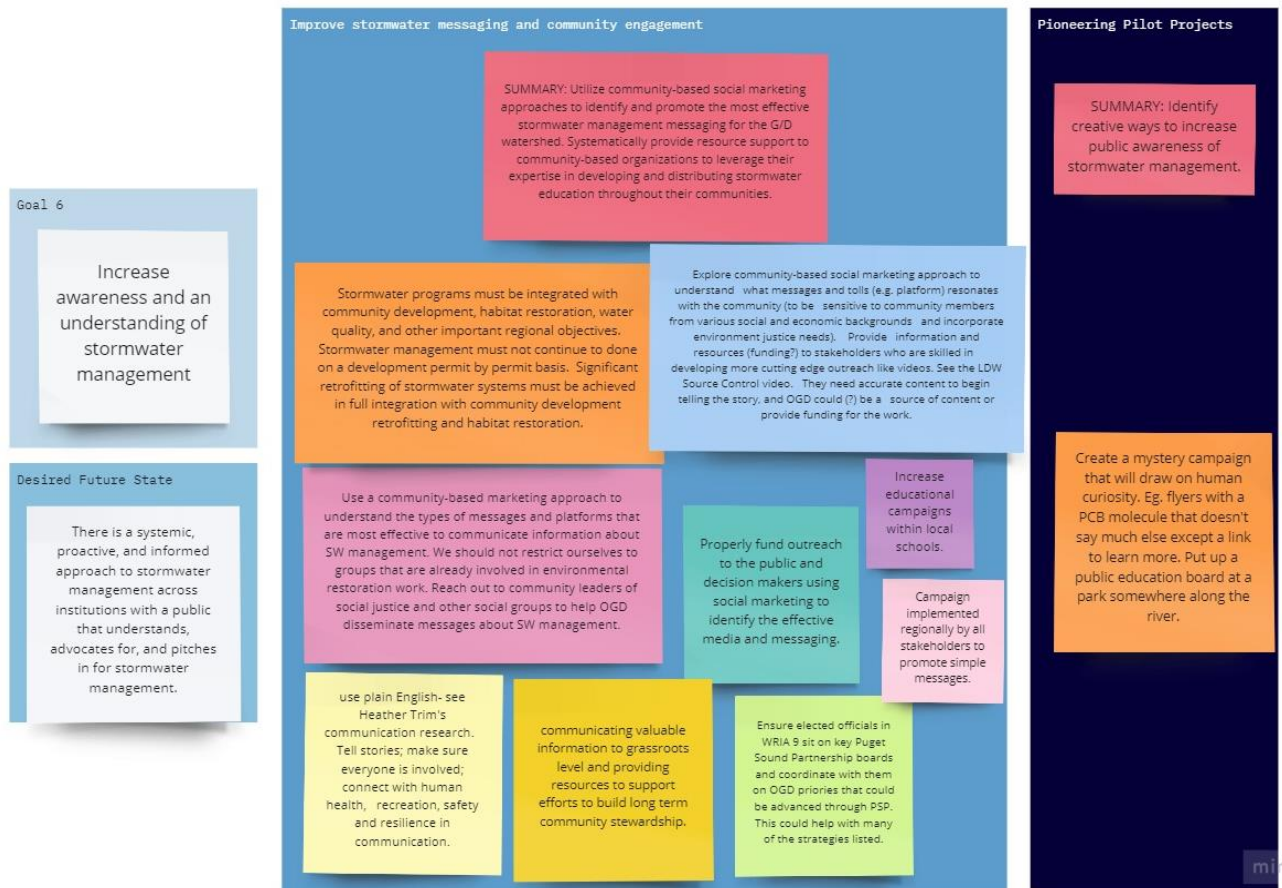 Improve stormwater messaging and community engagement
SUMMARY: Utilize community-based social marketing
approaches to identify and promote the most effective
stormwater management messaging for the G/D
watershed. Systematically provide resource support to
community-based organizations to leverage their
expertise in developing and distributing stormwater
education throughout their communities.
Pioneering Pilot Projects
SUMMARY: Identify
creative ways to increase
public awareness of
stormwater management.
Goal 6
Increase
awareness and an
understanding of
stormwater
management
Stormwater programs must be integrated with
community development, habitat restoration, water
quality, and other important regional objectives.
Stormwater management must not continue to done
on a development permit by permit basis. Significant
retrofitting of stormwater systems must be achieved
in full integration with community development
retrofitting and habitat restoration.
Explore community-based social marketing approach to
understand what messages and tolls (e.g. platform) resonates
with the community (to be sensitive to community members
from various social and economic backgrounds and incorporate
environment justice needs). Provide information and
resources (funding?) to stakeholders who are skilled in
developing more cutting edge outreach like videos. See the LDW
Source Control video. They need accurate content to begin
telling the story, and OGD could (?) be a source of content or
provide funding for the work.
Desired Future State
There is a systemic,
proactive, and informed
approach to stormwater
management across
institutions with a public
that understands,
advocates for, and pitches
in for stormwater
management.
Use a community-based marketing approach to
understand the types of messages and platforms that
are most effective to communicate information about
SW management. We should not restrict ourselves to
groups that are already involved in environmental
restoration work. Reach out to community leaders of
social justice and other social groups to help OGD
disseminate messages about SW management.
Properly fund outreach
to the public and
decision makers using
social marketing to
identify the effective
media and messaging.
Increase
educational
campaigns
within local
schools.
Campaign
implemented
regionally by all
stakeholders to
promote simple
messages.
Create a mystery campaign
that will draw on human
curiosity. Eg. flyers with a
PCB molecule that doesn't
say much else except a link
to learn more. Put up a
public education board at a
park somewhere along the
river.
use plain English- see
Heather Trim's
communication research.
Tell stories; make sure
everyone is involved;
connect with human
health, recreation, safety
and resilience in
communication.
communicating valuable
information to grassroots
level and providing
resources to support
efforts to build long term
community stewardship.
Ensure elected officials in
WRIA 9 sit on key Puget
Sound Partnership boards
and coordinate with them
on OGD priories that could
be advanced through PSP.
This could help with many
of the strategies listed.